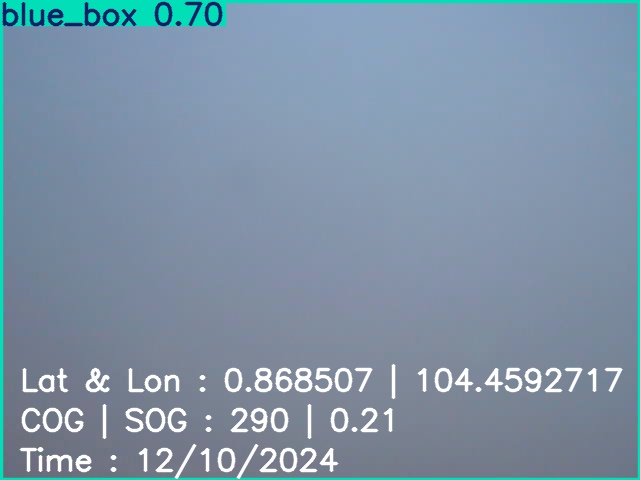 blue_box 0.70
Lat & Lon : 0.868507 | 104.4592717
COG | SOG : 290 | 0.21
Time : 12/10/2024